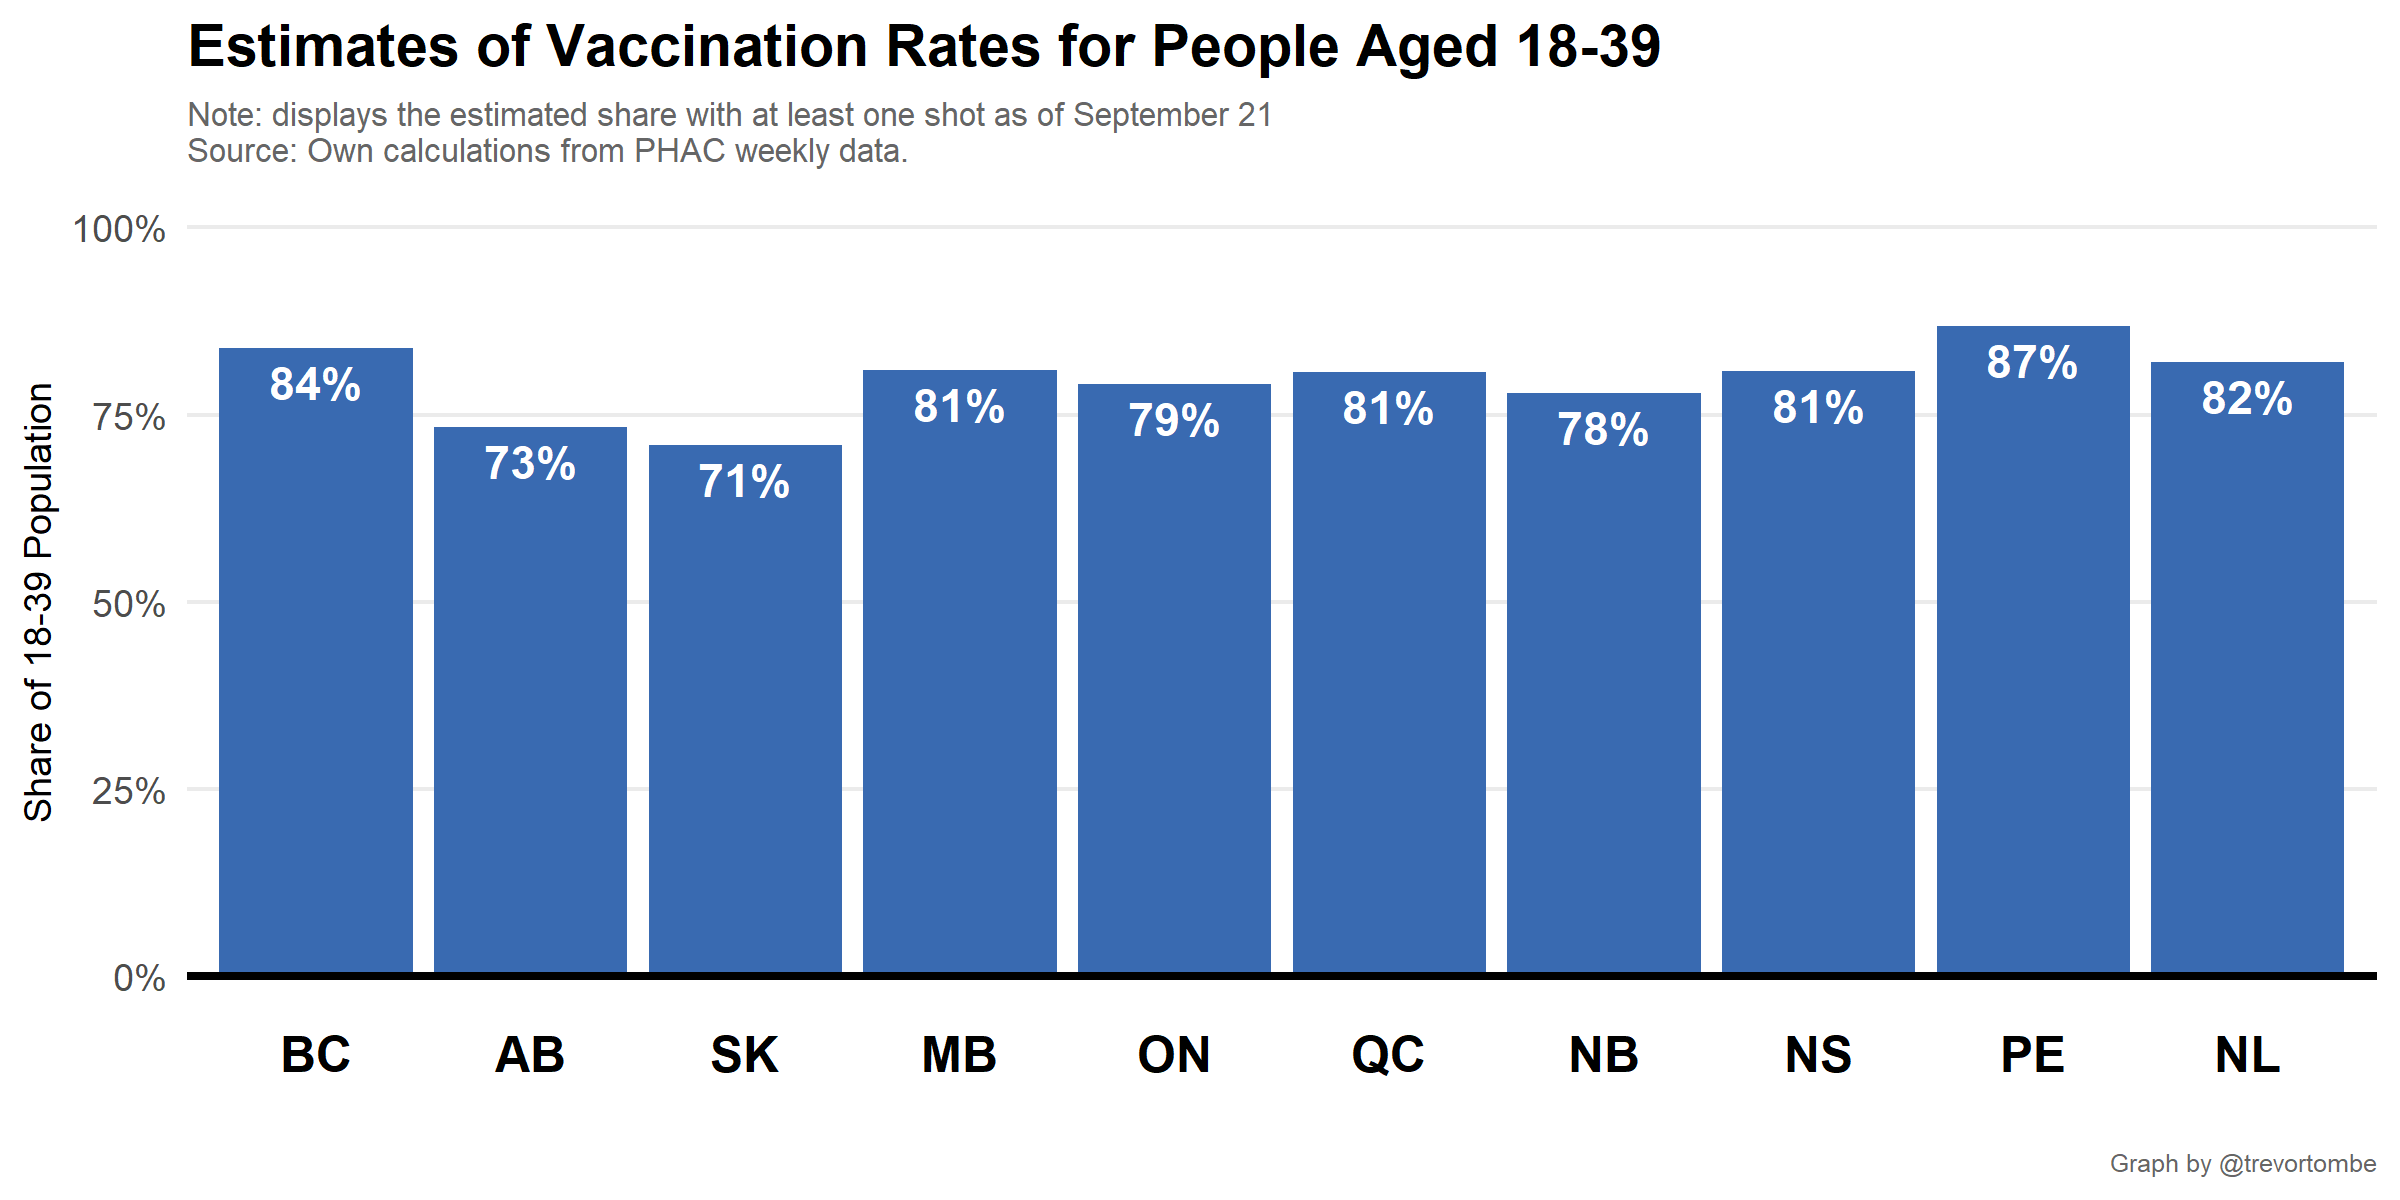 Estimates of Vaccination Rates for People Aged 18-39
Note: displays the estimated share with at least one shot as of September 21
Source: Own calculations from PHAC weekly data.
Share of 18-39 Population
100%
75%
50%
25%
0%
84%
73%
71%
81%
79%
81%
78%
81%
87%
82%
BC
AB
SK
MB
ON
QC
NB
NS
PE
NL
Graph by @trevortombe